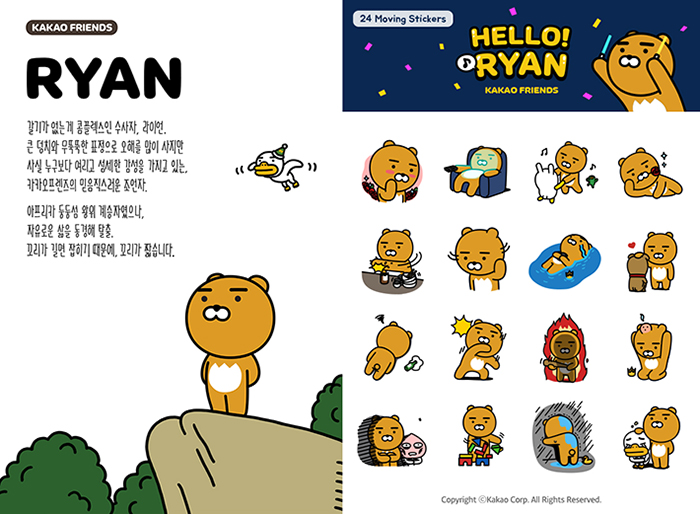 KAKAO FRIENDS
RYAN
갈기가 없는게 콤플렉스인 수사자, 라이언.
큰 덩치와 무뚝뚝한 표정으로 오해를 많이 사지만
사실 누구보다 여리고 섬세한 감성을 가지고 있는,
카카오프렌즈의 믿음직스러운 조언자.
아프리카 둥둥섬 왕위 계승자였으나,
자유로운 삶을 동경해 탈출.
꼬리가 길면 잡히기 때문에, 꼬리가 짧습니다.
24 Moving Stickers
HELLO!
RYAN
KAKAO FRIENDS
Copyright ⓒKakao Corp. All Rights Reserved.